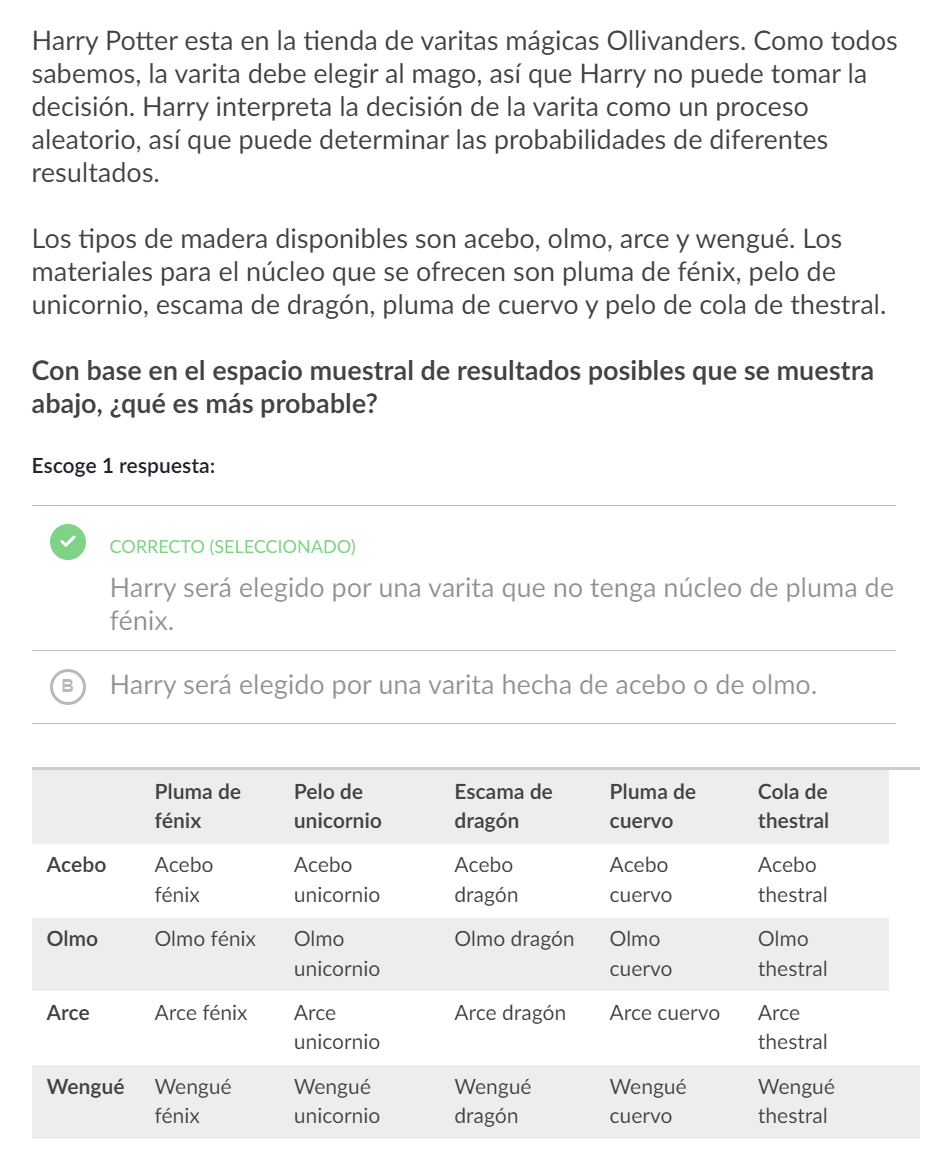 Harry Potter esta en la tienda de varitas mágicas Ollivanders. Como todos
sabemos, la varita debe elegir al mago, así que Harry no puede tomar la
decisión. Harry interpreta la decisión de la varita como un proceso
aleatorio, así que puede determinar las probabilidades de diferentes
resultados.
Los tipos de madera disponibles son acebo, olmo, arce y wengué. Los
materiales para el núcleo que se ofrecen son pluma de fénix, pelo de
unicornio, escama de dragón, pluma de cuervo y pelo de cola de thestral.
Con base en el espacio muestral de resultados posibles que se muestra
abajo, ¿qué es más probable?
Escoge 1 respuesta:
CORRECTO (SELECCIONADO)
Harry será elegido por una varita que no tenga núcleo de pluma de
fénix.
B Harry será elegido por una varita hecha de acebo o de olmo.
Pluma de Pelo de Escama de Pluma de Cola de
fénix unicornio dragón cuervo thestral
Acebo Acebo Acebo Acebo Acebo Acebo
fénix unicornio dragón cuervo thestral
Olmo Olmo fénix Olmo Olmo dragón Olmo Olmo
unicornio cuervo thestral
Arce Arce fénix Arce Arce dragón Arce cuervo Arce
unicornio thestral
Wengué Wengué Wengué Wengué Wengué Wengué
fénix unicornio dragón cuervo thestral